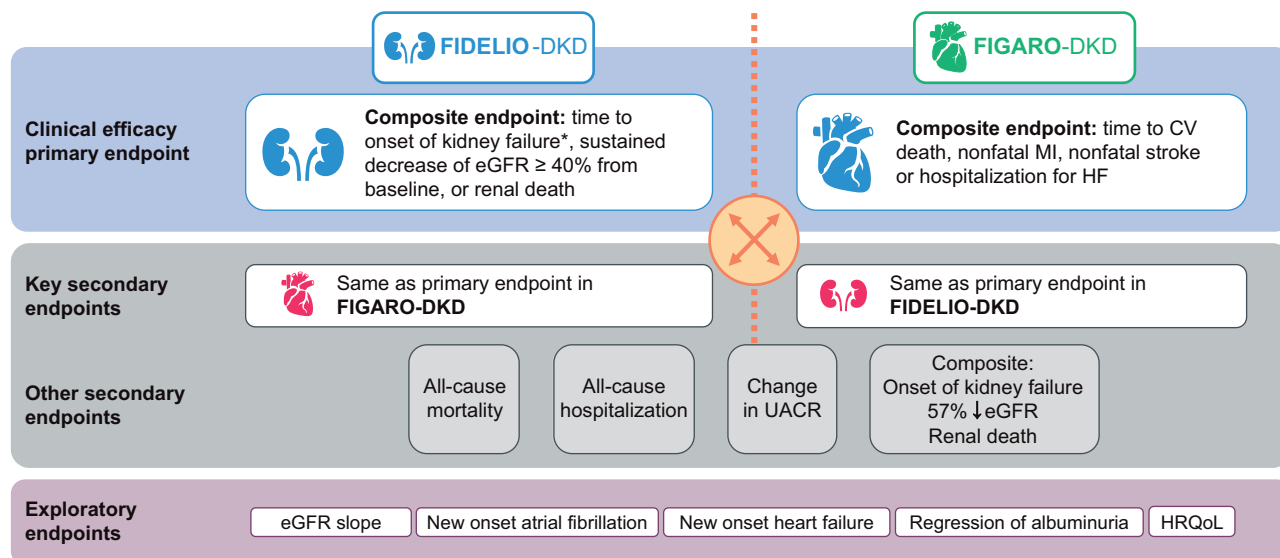 FIDELIO-DKD
FIGARO-DKD
Clinical efficacy
primary endpoint
Composite endpoint: time to
onset of kidney failure*, sustained
decrease of eGFR ≥ 40% from
baseline, or renal death
Composite endpoint: time to CV
death, nonfatal MI, nonfatal stroke
or hospitalization for HF
Key secondary
endpoints
Same as primary endpoint in
FIGARO-DKD
Same as primary endpoint in
FIDELIO-DKD
Other secondary
endpoints
All-cause
mortality
All-cause
hospitalization
Change
in UACR
Composite:
Onset of kidney failure
57% ↓ eGFR
Renal death
Exploratory
endpoints
eGFR slope
New onset atrial fibrillation
New onset heart failure
Regression of albuminuria
HRQoL